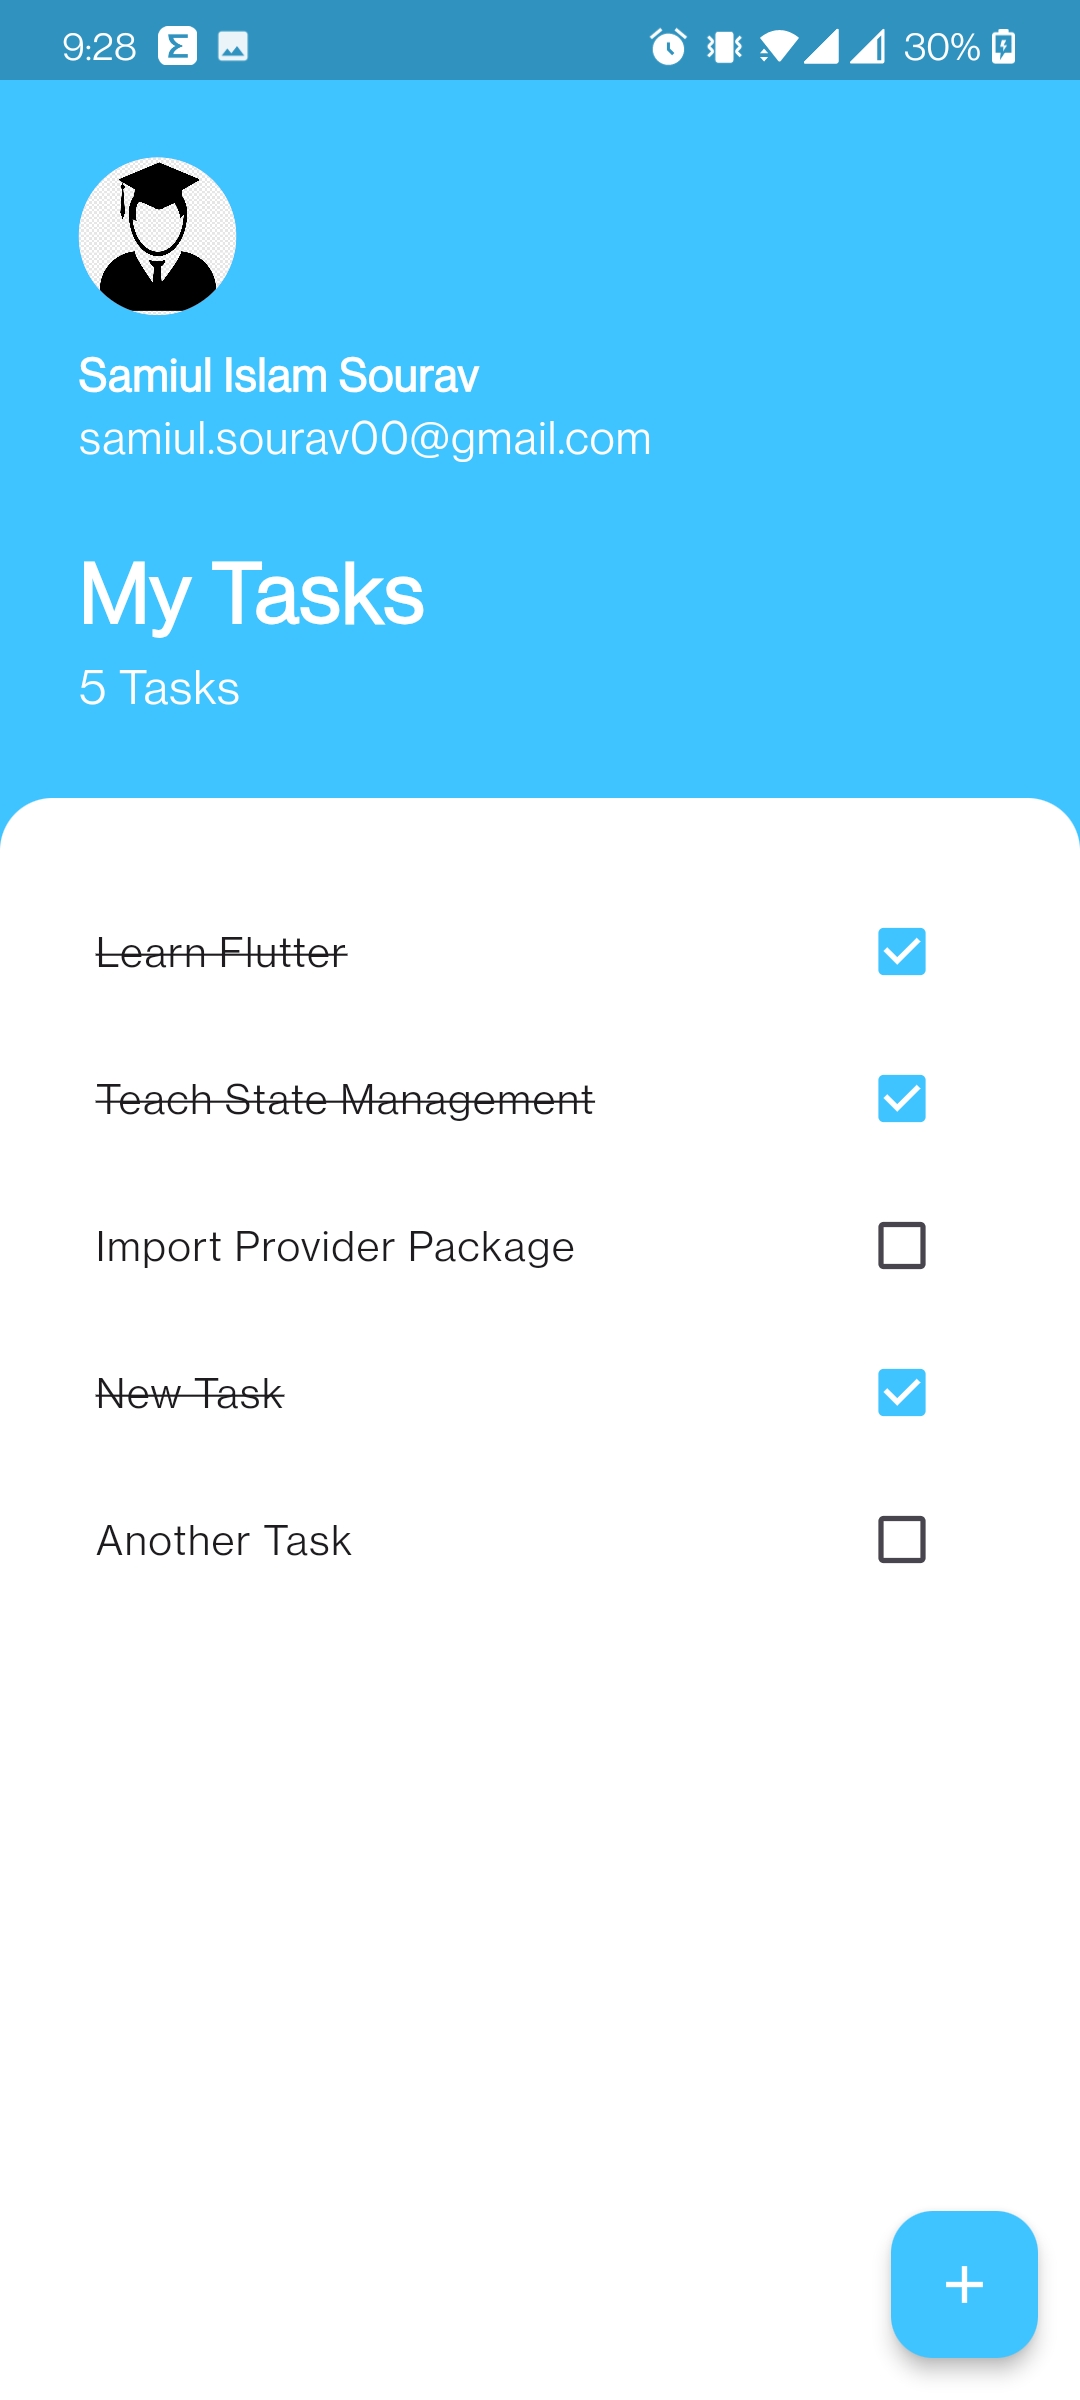 9:28
30%
Samiul Islam Sourav
samiul.sourav00@gmail.com
My Tasks
5 Tasks
Learn Flutter
Teach State Management
Import Provider Package
New Task
Another Task